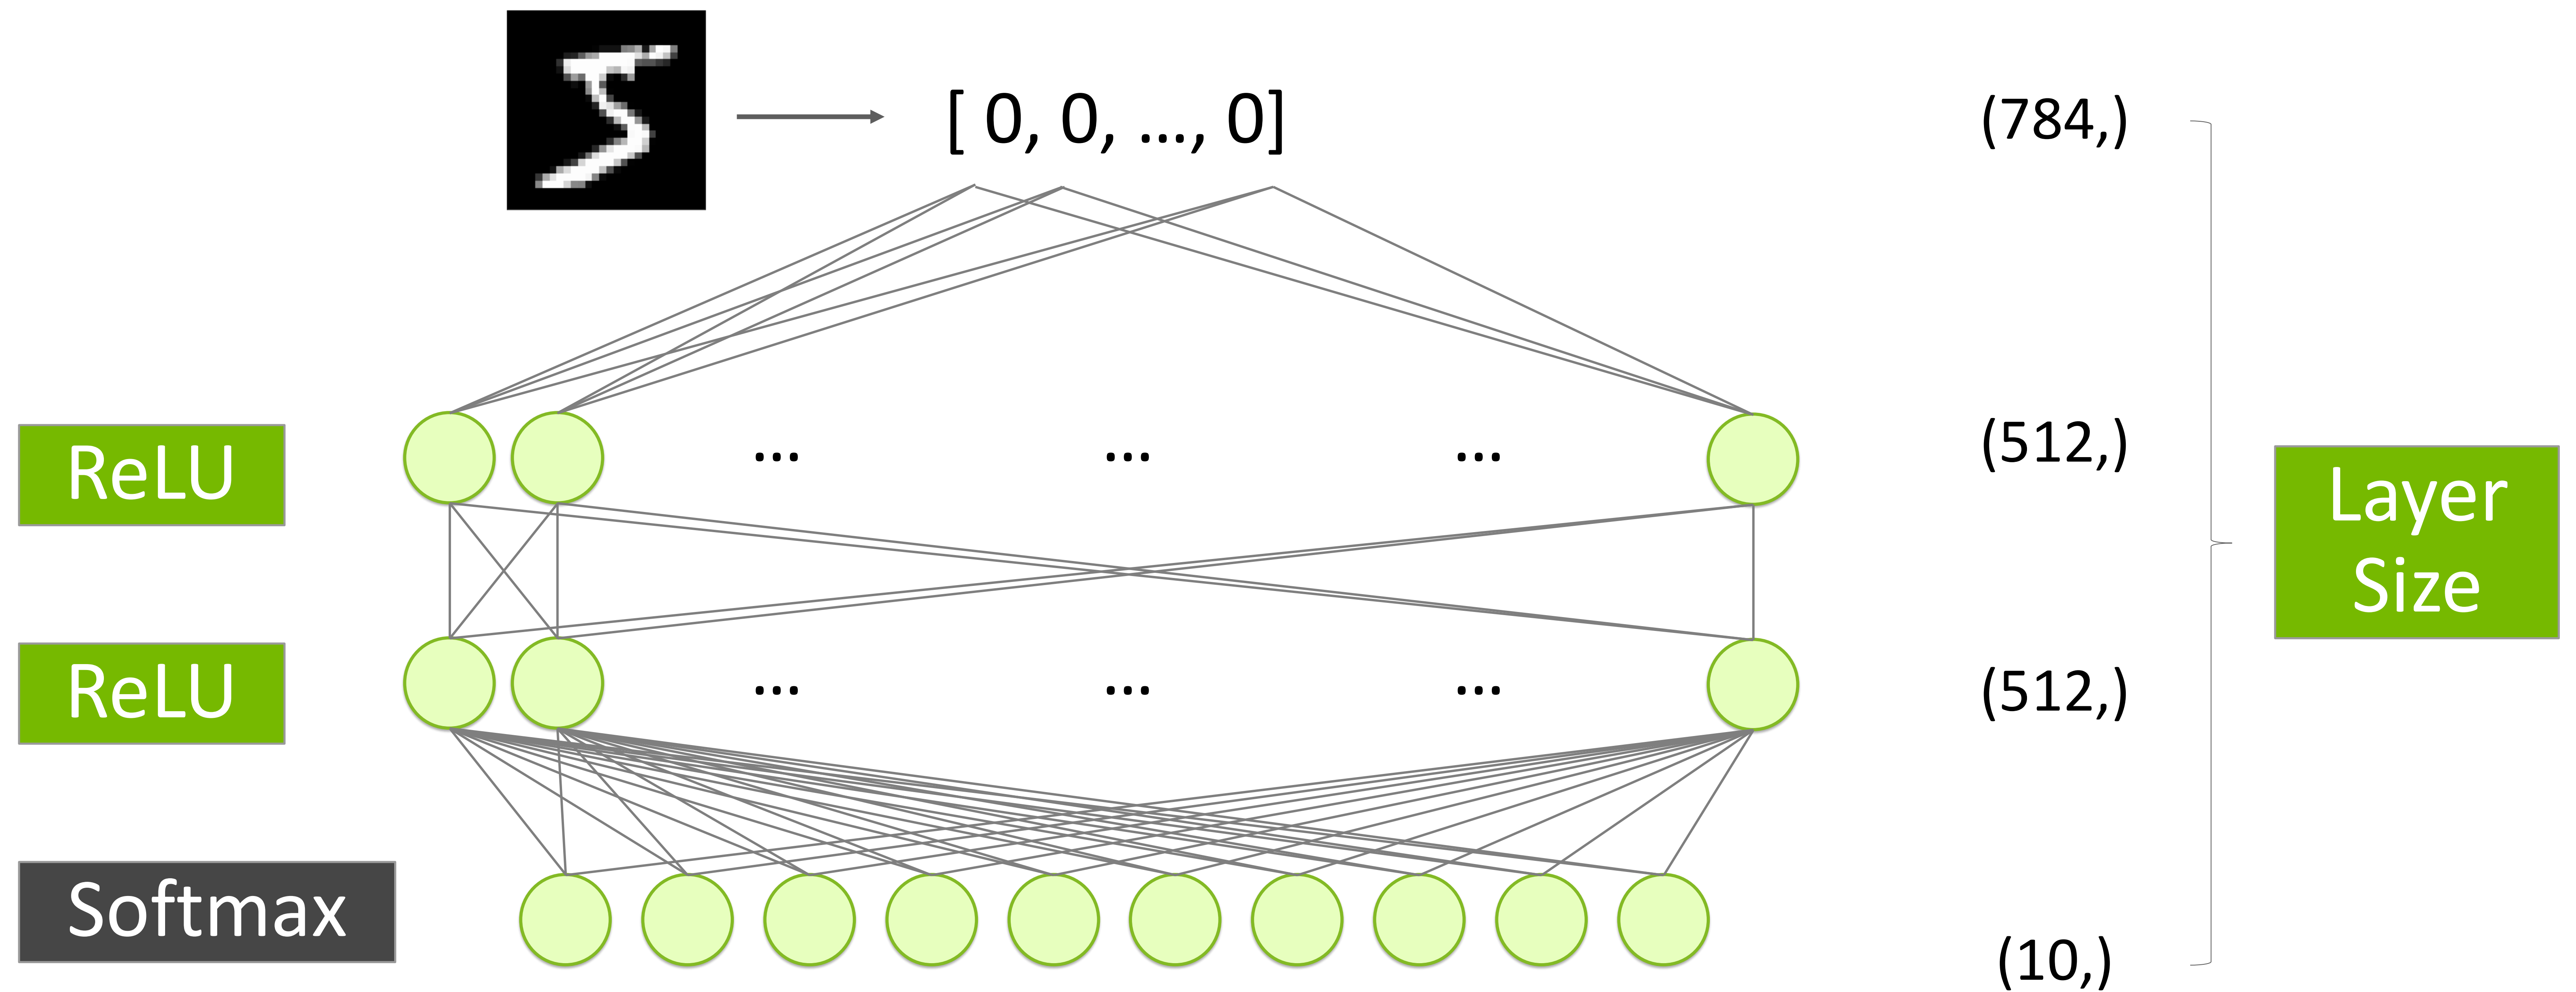 [ 0, 0, ..., 0]
(784,)
ReLU
... ... ...
(512,)
Layer
Size
ReLU
... ... ...
(512,)
Softmax
(10,)